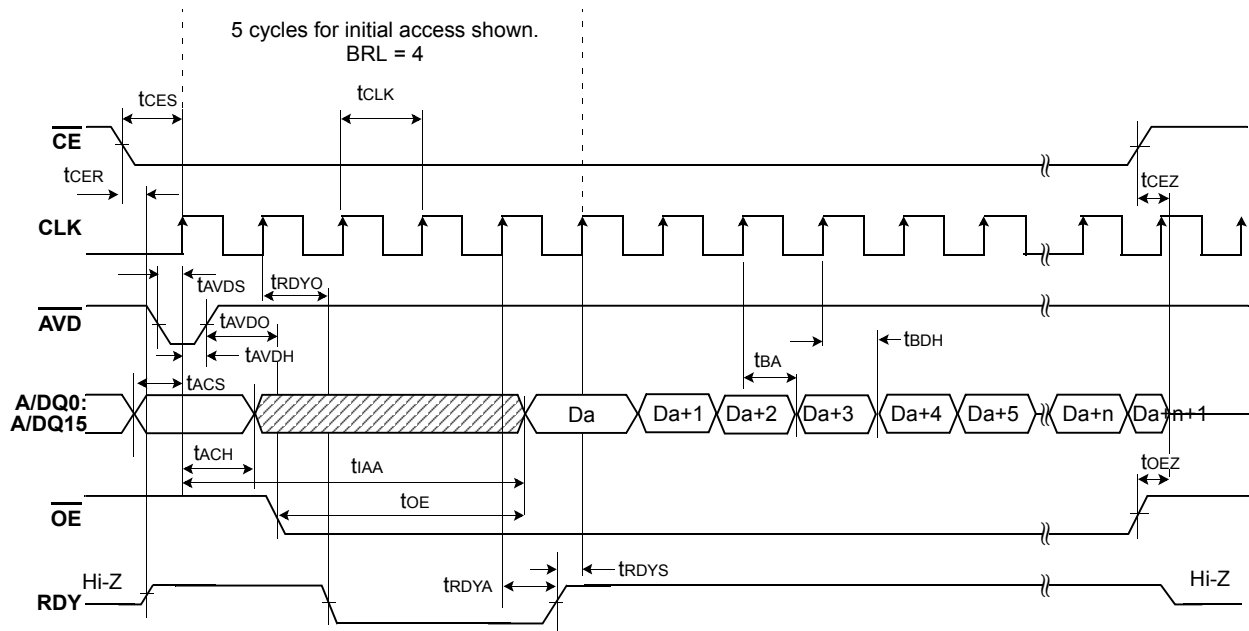 5 cycles for initial access shown.
BRL = 4
tCES
tCLK
CE
tCER
tCEZ
CLK
tAVDS
tRDYO
AVD
tAVDO
tAVDH
tBDH
tBA
tACS
A/DQ0:
A/DQ15
Da
Da+1
Da+2
Da+3
Da+4
Da+5
Da+n
Da+n+1
tACH
tIAA
tOEZ
OE
tOE
Hi-Z
RDY
tRDYA
tRDYS
Hi-Z